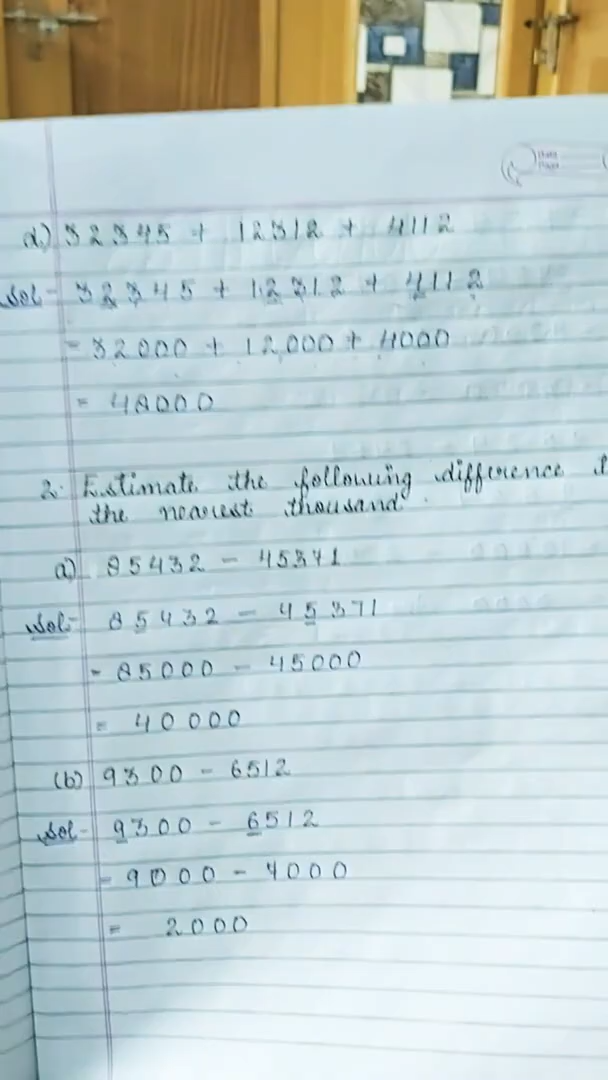 d) 32345 + 12312 + 4112
Sol- 32345 + 12312 + 4112
= 32000 + 12,000 + 4000
= 48000
2. Estimate the following difference
the nearest thousand.
a) 85432 - 45371
Sol- 85432 - 45371
= 85000 - 45000
= 40000
(b) 9300 - 6512
Sol- 9300 - 6512
= 9000 - 7000
= 2000